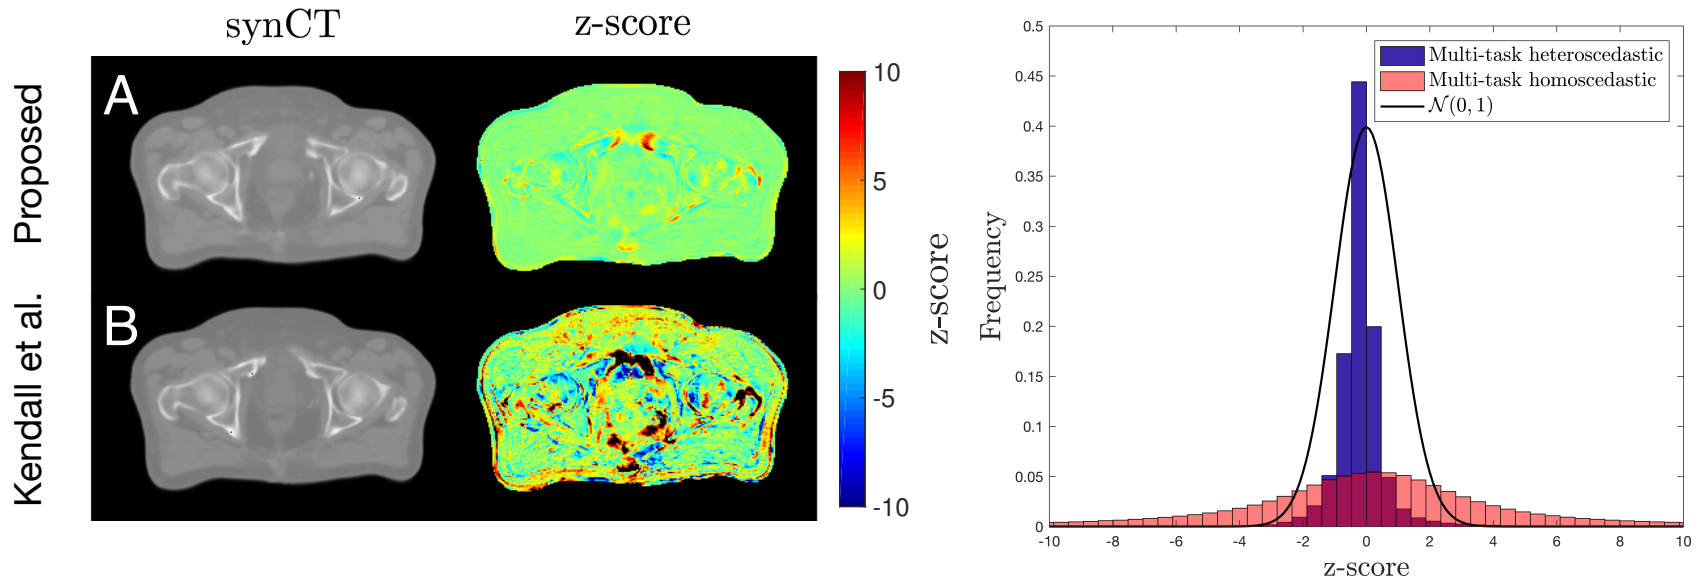 synCT
z-score
Proposed
Kendall et al.
A
B
10
5
0
-5
-10
z-score
Multi-task heteroscedastic
Multi-task homoscedastic
𝒩(0, 1)
Frequency
0.5
0.45
0.4
0.35
0.3
0.25
0.2
0.15
0.1
0.05
0
-10 -8 -6 -4 -2 0 2 4 6 8 10
z-score